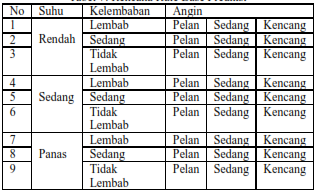 No Suhu Kelembaban Angin
1 Lembab Pelan Sedang Kencang
2 Rendah Sedang Pelan Sedang Kencang
3 Tidak Lembab Pelan Sedang Kencang
4 Lembab Pelan Sedang Kencang
5 Sedang Sedang Pelan Sedang Kencang
6 Tidak Lembab Pelan Sedang Kencang
7 Lembab Pelan Sedang Kencang
8 Panas Sedang Pelan Sedang Kencang
9 Tidak Lembab Pelan Sedang Kencang